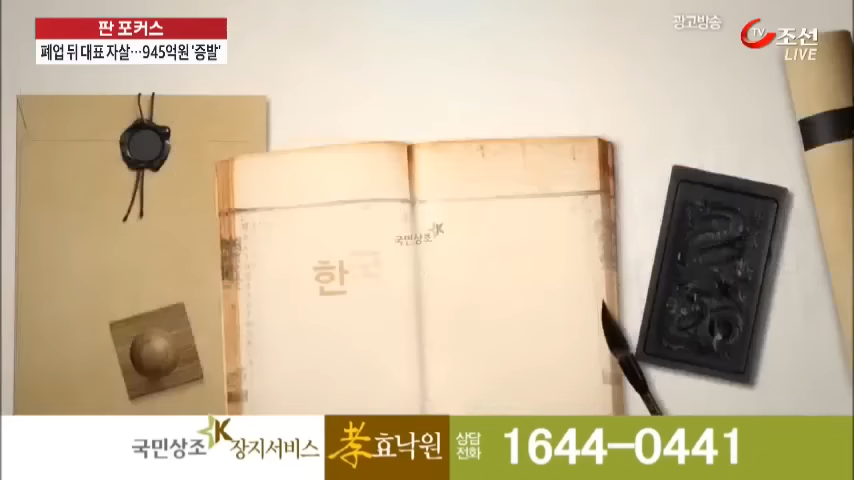 판 포커스
폐업 뒤 대표 자살…945억원 '증발'
광고방송
TV조선
LIVE
국민상조 K
한국
국민상조 K 장지서비스
孝 효낙원
상담
전화
1644-0441